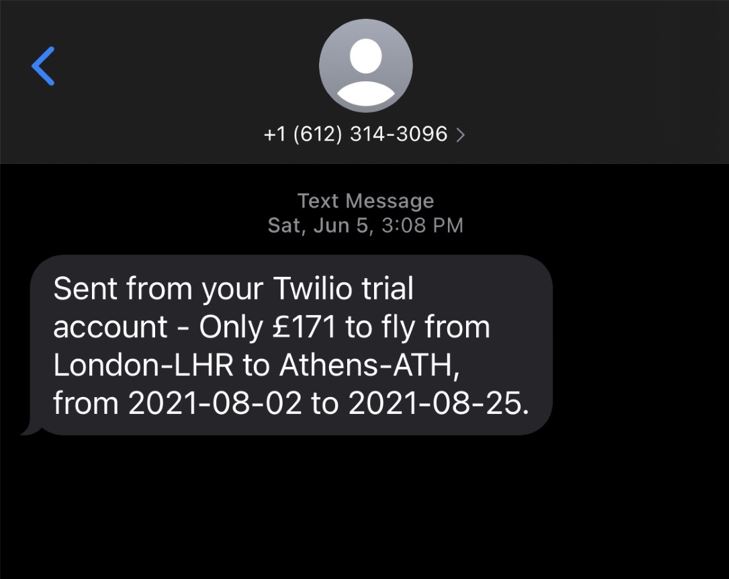 +1 (612) 314-3096 >
Text Message
Sat, Jun 5, 3:08 PM
Sent from your Twilio trial
account - Only £171 to fly from
London-LHR to Athens-ATH,
from 2021-08-02 to 2021-08-25.